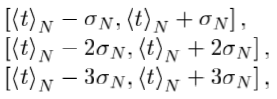 [⟨t⟩_N − σ_N, ⟨t⟩_N + σ_N],
[⟨t⟩_N − 2σ_N, ⟨t⟩_N + 2σ_N],
[⟨t⟩_N − 3σ_N, ⟨t⟩_N + 3σ_N],